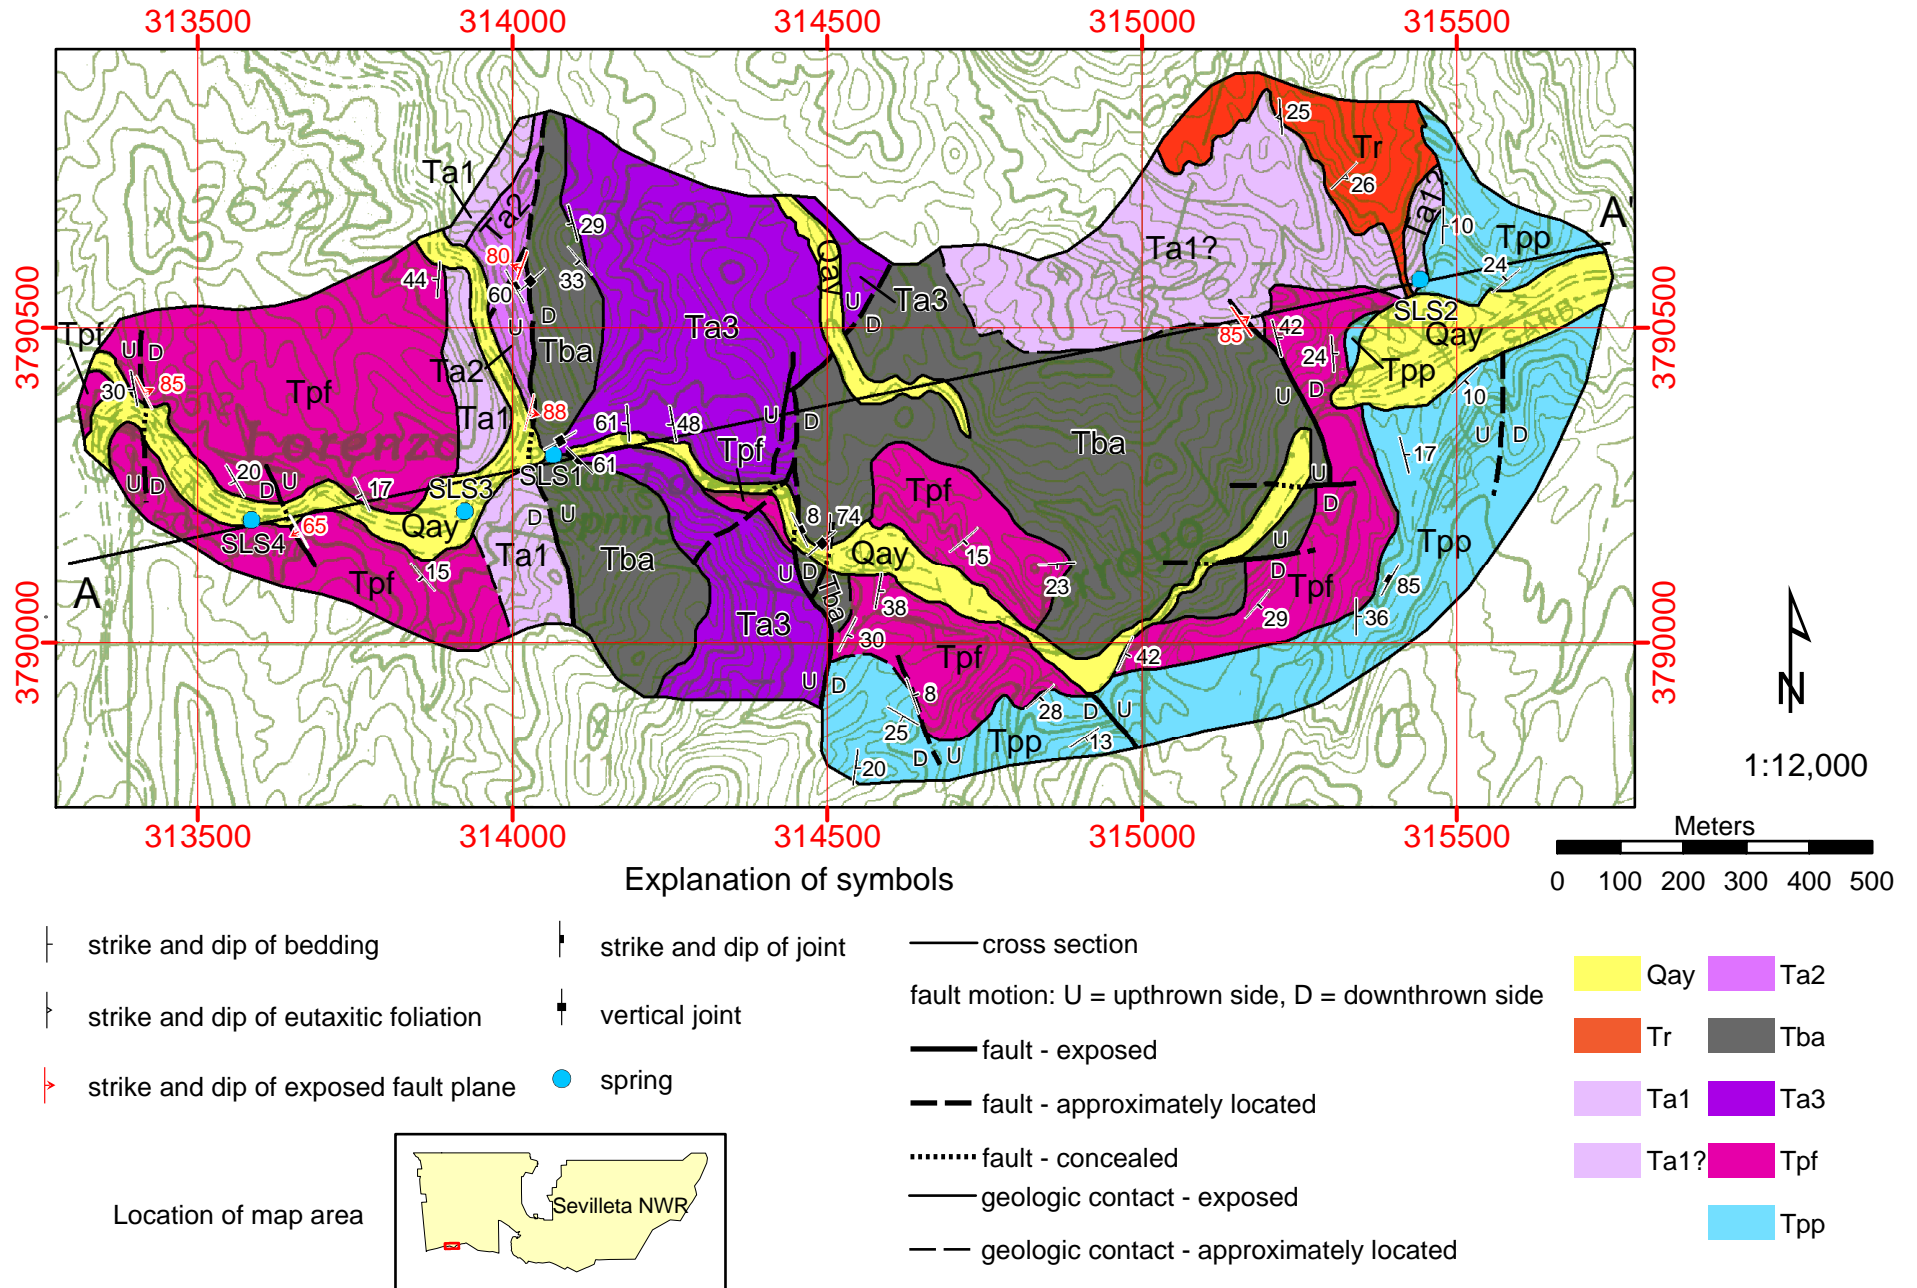 313500 314000 314500 315000 315500
3790500 3790500
3790000 3790000
313500 314000 314500 315000 315500
Ta1 Ta2 25 Tr 26 Ta1? 10 Tpp A'
29 33 80 60 44 Qay Ta3 Ta1? 24
Tpf U D U D Tba Ta3 U D 85 42 SLS2 Qay
30 85 Tpf Ta2 Ta1 88 24 Tpp 10
Lorenzo 61 48 U D Tba U D U D
20 D U 17 SLS3 SLS1 61 Tpf Tpf 17
U D SLS4 65 Qay spring 8 74 Qay 15 U D Tpp
A Tpf 15 Ta1 D U Tba U D Tba 38 23 U D Tpf 85
Ta3 30 Tpf 42 29 36
U D 8 28 D U
25 D U Tpp 13
20
N
1:12,000
Meters
0 100 200 300 400 500
Explanation of symbols
strike and dip of bedding
strike and dip of eutaxitic foliation
strike and dip of exposed fault plane
strike and dip of joint
vertical joint
spring
cross section
fault motion: U = upthrown side, D = downthrown side
fault - exposed
fault - approximately located
fault - concealed
geologic contact - exposed
geologic contact - approximately located
Qay Ta2
Tr Tba
Ta1 Ta3
Ta1? Tpf
Tpp
Location of map area
Sevilleta NWR